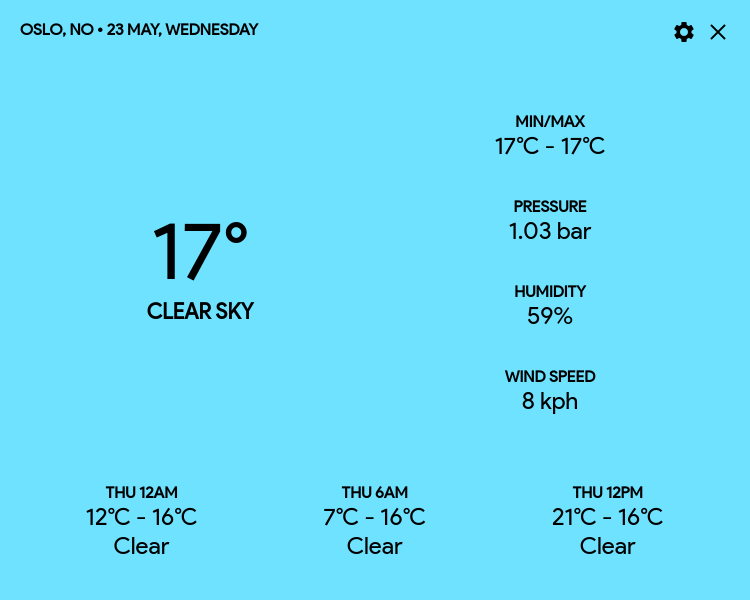 OSLO, NO • 23 MAY, WEDNESDAY
MIN/MAX
17°C - 17°C
PRESSURE
1.03 bar
17°
CLEAR SKY
HUMIDITY
59%
WIND SPEED
8 kph
THU 12AM
12°C - 16°C
Clear
THU 6AM
7°C - 16°C
Clear
THU 12PM
21°C - 16°C
Clear